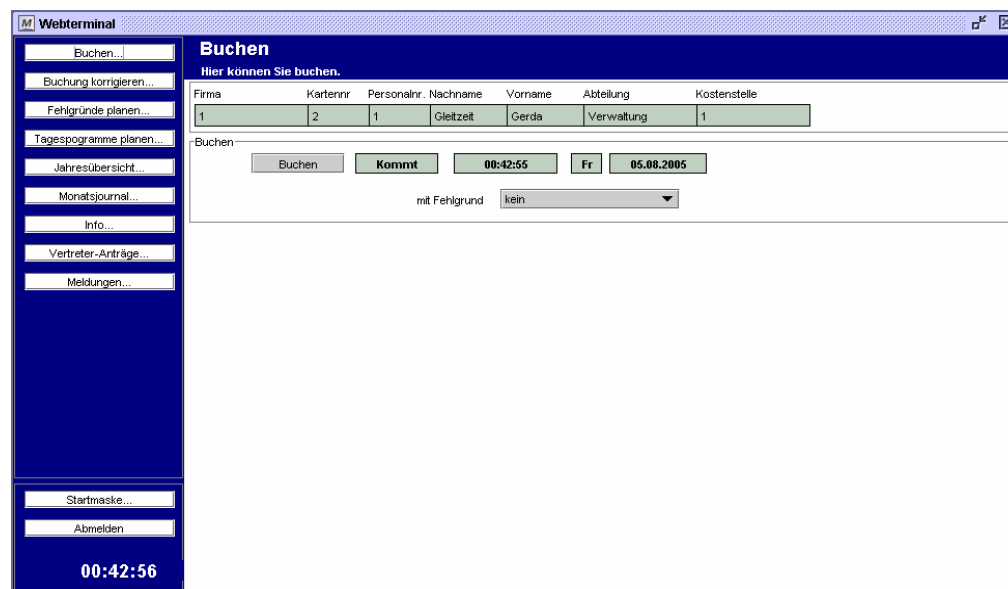 M Webterminal
Buchen...
Buchung korrigieren...
Fehlgründe planen...
Tagespogramme planen...
Jahresübersicht...
Monatsjournal...
Info...
Vertreter-Anträge...
Meldungen...
Startmaske...
Abmelden
00:42:56
Buchen
Hier können Sie buchen.
Firma Kartennr Personalnr. Nachname Vorname Abteilung Kostenstelle
1 2 1 Gleitzeit Gerda Verwaltung 1
Buchen
Buchen Kommt 00:42:55 Fr 05.08.2005
mit Fehlgrund kein